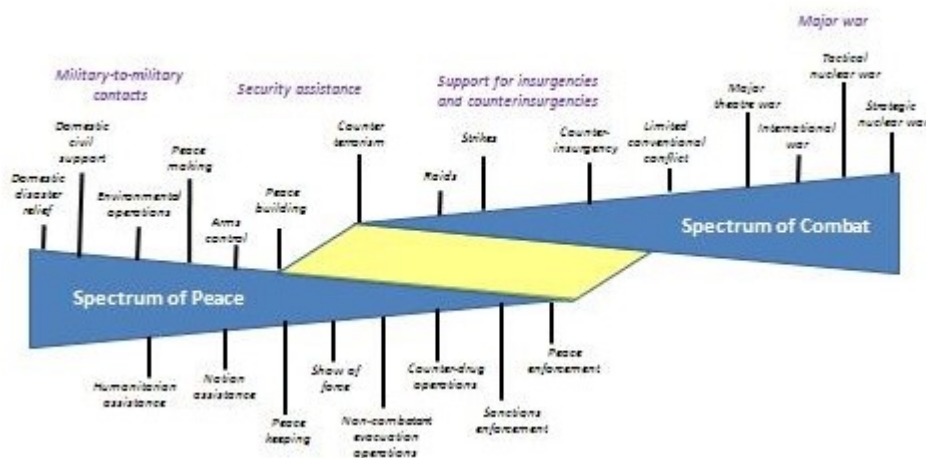 Major war
Military-to-military
contacts
Security assistance
Support for insurgencies
and counterinsurgencies
Tactical
nuclear war
Major
theatre war
Strategic
nuclear war
International
war
Limited
conventional
conflict
Counter-
insurgency
Strikes
Raids
Counter
terrorism
Peace
building
Arms
control
Peace
making
Environmental
operations
Domestic
civil
support
Domestic
disaster
relief
Spectrum of Combat
Spectrum of Peace
Humanitarian
assistance
Nation
assistance
Peace
keeping
Show of
force
Non-combatant
evacuation
operations
Counter-drug
operations
Sanctions
enforcement
Peace
enforcement